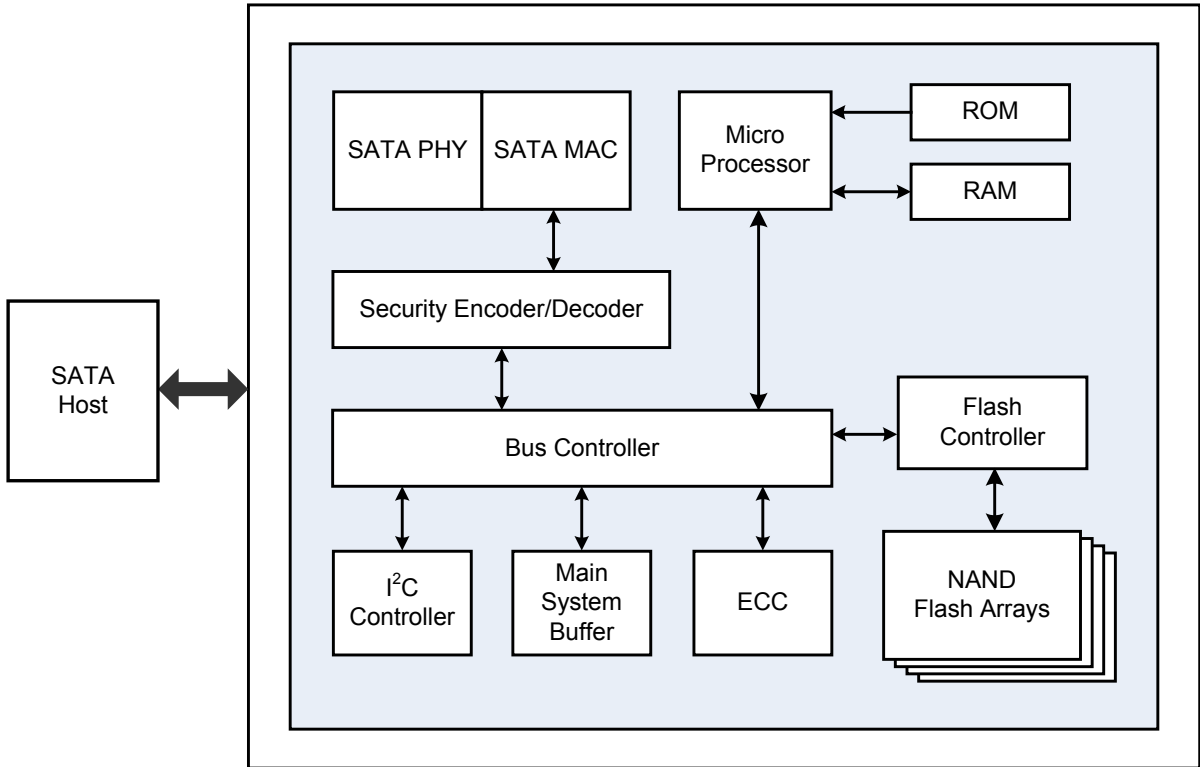 SATA PHY
SATA MAC
Micro
Processor
ROM
RAM
Security Encoder/Decoder
SATA
Host
Bus Controller
Flash
Controller
I²C
Controller
Main
System
Buffer
ECC
NAND
Flash Arrays